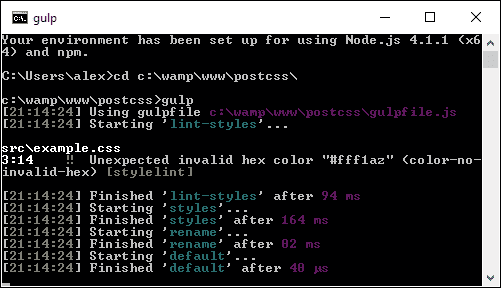 gulp
Your environment has been set up for using Node.js 4.1.1 (x6
4) and npm.
C:\Users\alex>cd c:\wamp\www\postcss\
c:\wamp\www\postcss>gulp
[21:14:24] Using gulpfile c:\wamp\www\postcss\gulpfile.js
[21:14:24] Starting 'lint-styles'...
src\example.css
3:14 ‼ Unexpected invalid hex color "#fff1az" (color-no-
invalid-hex) [stylelint]
[21:14:24] Finished 'lint-styles' after 94 ms
[21:14:24] Starting 'styles'...
[21:14:24] Finished 'styles' after 164 ms
[21:14:24] Starting 'rename'...
[21:14:24] Finished 'rename' after 82 ms
[21:14:24] Starting 'default'...
[21:14:24] Finished 'default' after 40 μs